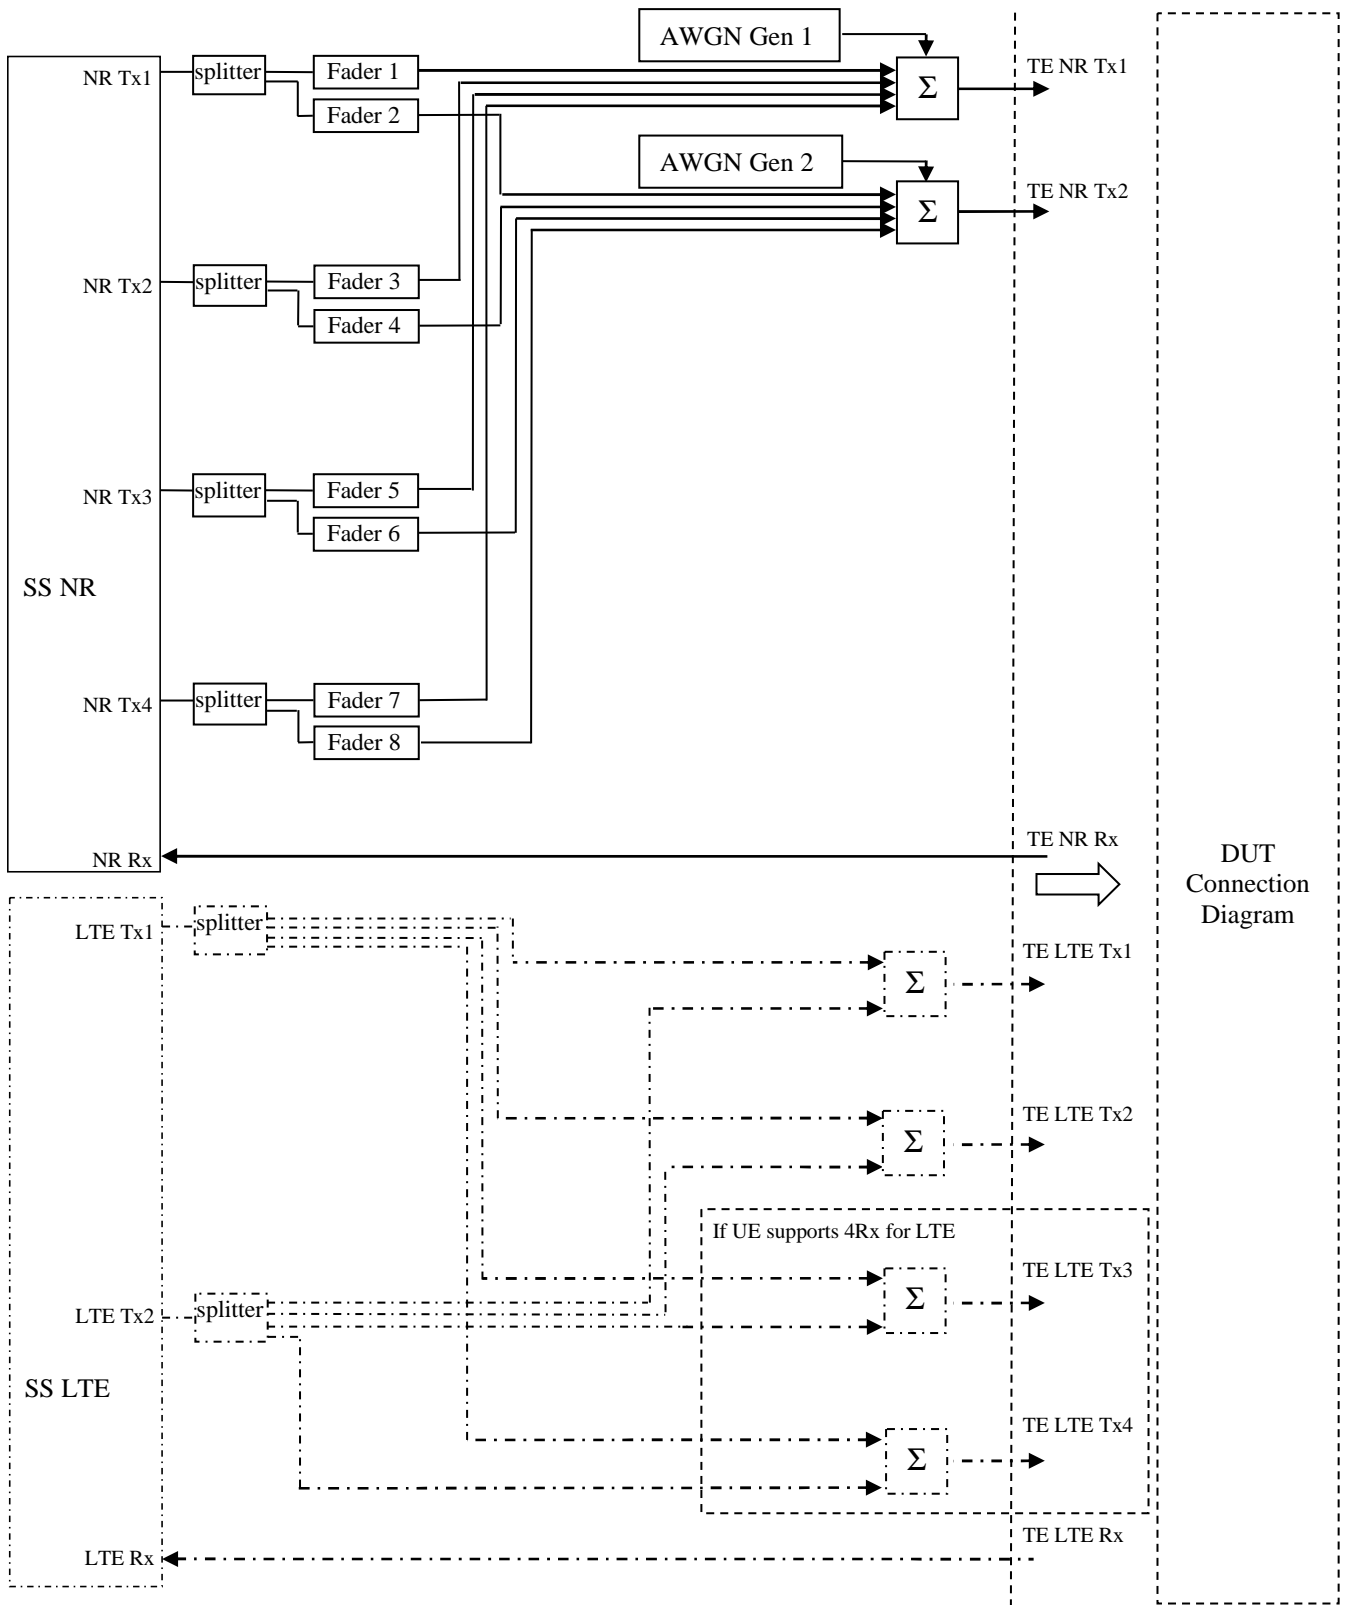 AWGN Gen 1
NR Tx1
splitter
Fader 1
Σ
TE NR Tx1
Fader 2
AWGN Gen 2
Σ
TE NR Tx2
NR Tx2
splitter
Fader 3
Fader 4
NR Tx3
splitter
Fader 5
Fader 6
SS NR
NR Tx4
splitter
Fader 7
Fader 8
NR Rx
TE NR Rx
DUT
Connection
Diagram
LTE Tx1
splitter
Σ
TE LTE Tx1
Σ
TE LTE Tx2
If UE supports 4Rx for LTE
LTE Tx2
splitter
Σ
TE LTE Tx3
SS LTE
Σ
TE LTE Tx4
LTE Rx
TE LTE Rx